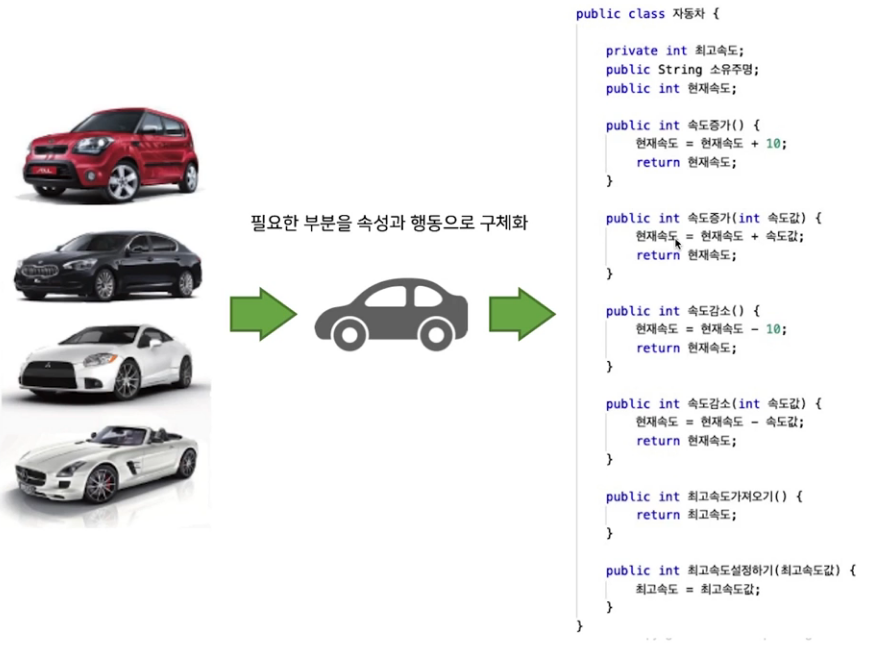 필요한 부분을 속성과 행동으로 구체화
public class 자동차 {
private int 최고속도;
public String 소유주명;
public int 현재속도;
public int 속도증가() {
현재속도 = 현재속도 + 10;
return 현재속도;
}
public int 속도증가(int 속도값) {
현재속도 = 현재속도 + 속도값;
return 현재속도;
}
public int 속도감소() {
현재속도 = 현재속도 - 10;
return 현재속도;
}
public int 속도감소(int 속도값) {
현재속도 = 현재속도 - 속도값;
return 현재속도;
}
public int 최고속도가져오기() {
return 최고속도;
}
public int 최고속도설정하기(최고속도값) {
최고속도 = 최고속도값;
}
}